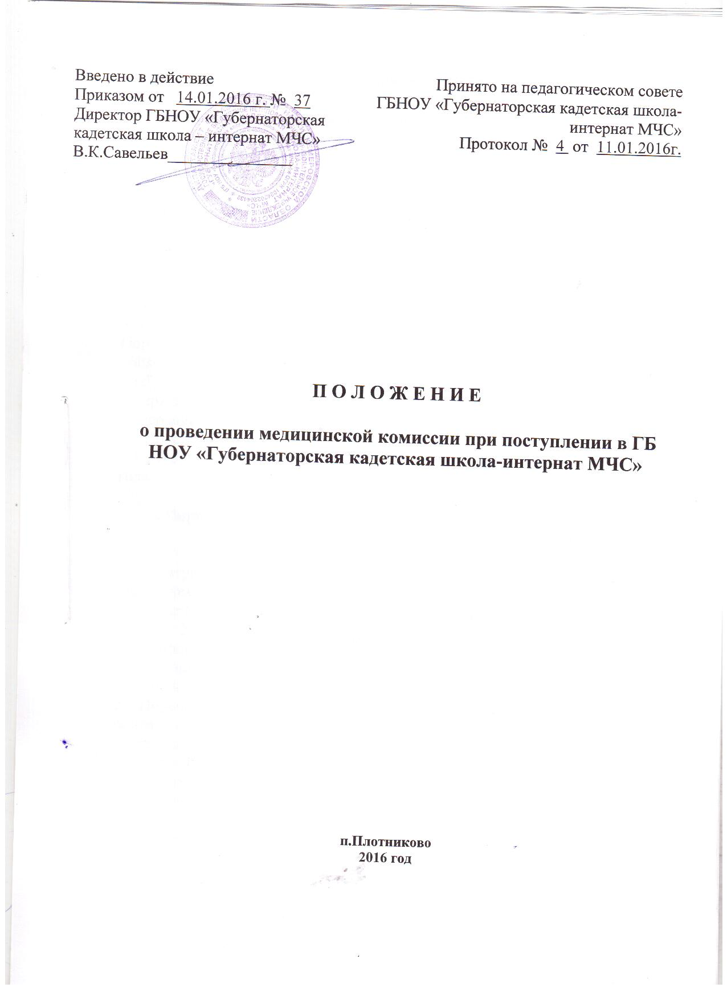 Введено в действие
Приказом от 14.01.2016 г. № 37
Директор ГБНОУ «Губернаторская
кадетская школа – интернат МЧС»
В.К.Савельев________________
Принято на педагогическом совете
ГБНОУ «Губернаторская кадетская школа-
интернат МЧС»
Протокол № 4 от 11.01.2016г.
П О Л О Ж Е Н И Е
о проведении медицинской комиссии при поступлении в ГБ
НОУ «Губернаторская кадетская школа-интернат МЧС»
п.Плотниково
2016 год